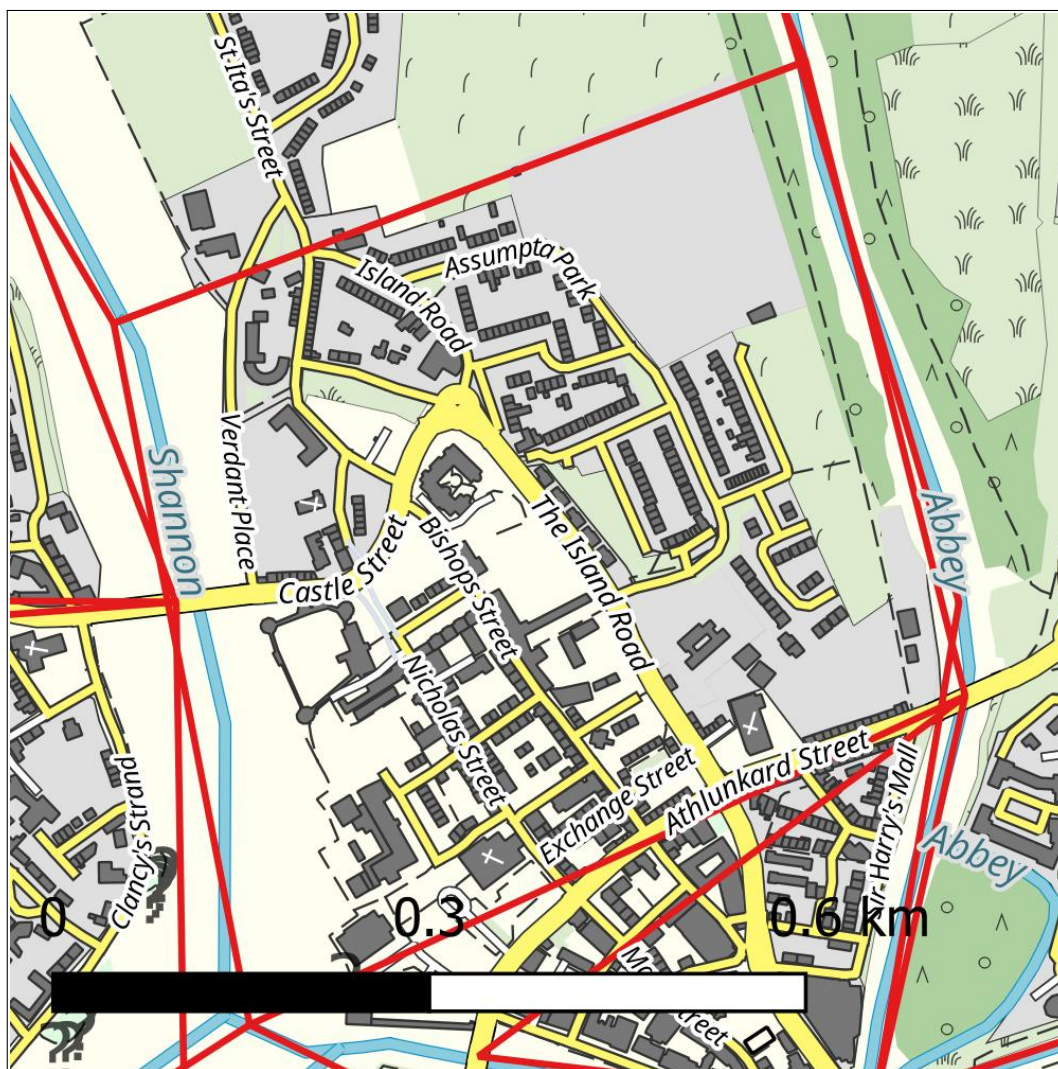 St Ita's Street
Assumpta Park
Island Road
Verdant Place
Shannon
Abbey
Castle Street
Bishops Street
The Island Road
Nicholas Street
Clancy's Strand
Exchange Street
Athlunkard Street
Sir Harry's Mall
Abbey
0 0.3 0.6 km
Street